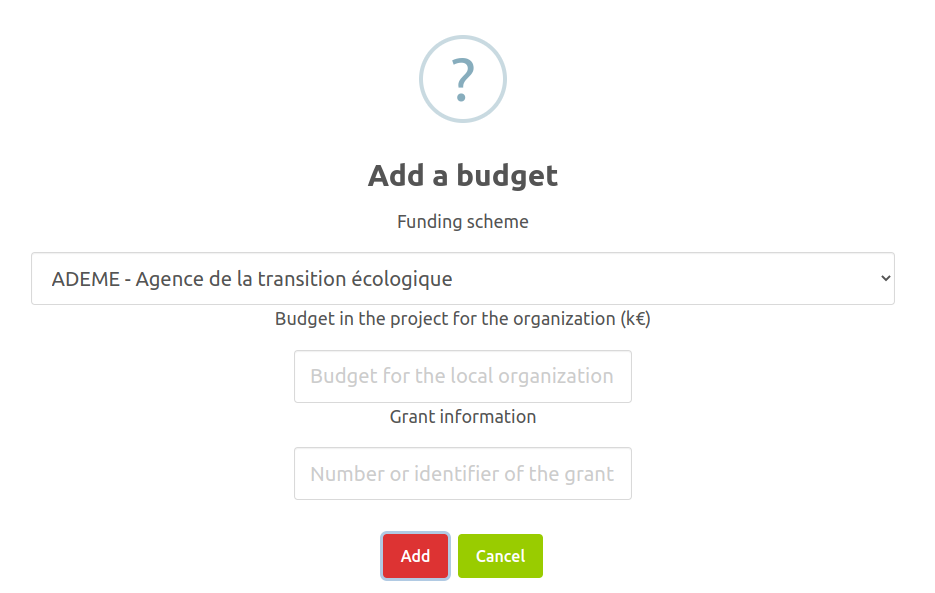 ?
Add a budget
Funding scheme
ADEME - Agence de la transition écologique
Budget in the project for the organization (k€)
Budget for the local organization
Grant information
Number or identifier of the grant
Add
Cancel